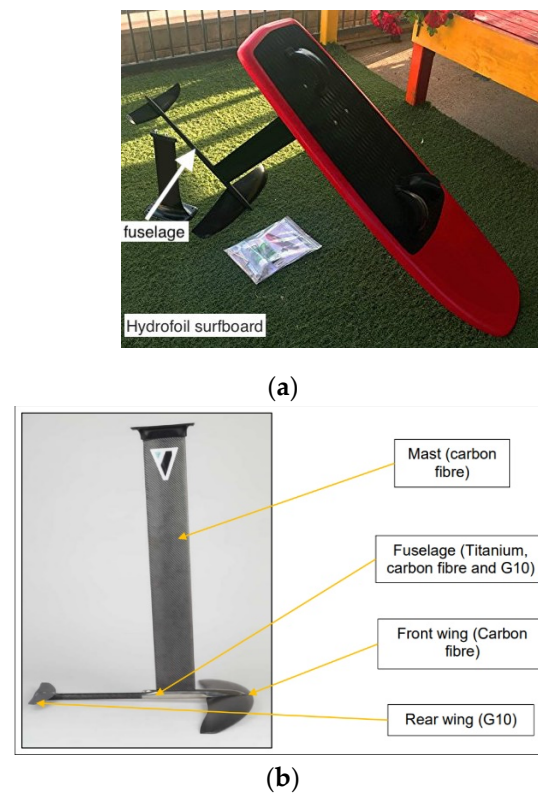 fuselage
Hydrofoil surfboard
(a)
Mast (carbon
fibre)
Fuselage (Titanium,
carbon fibre and G10)
Front wing (Carbon
fibre)
Rear wing (G10)
(b)